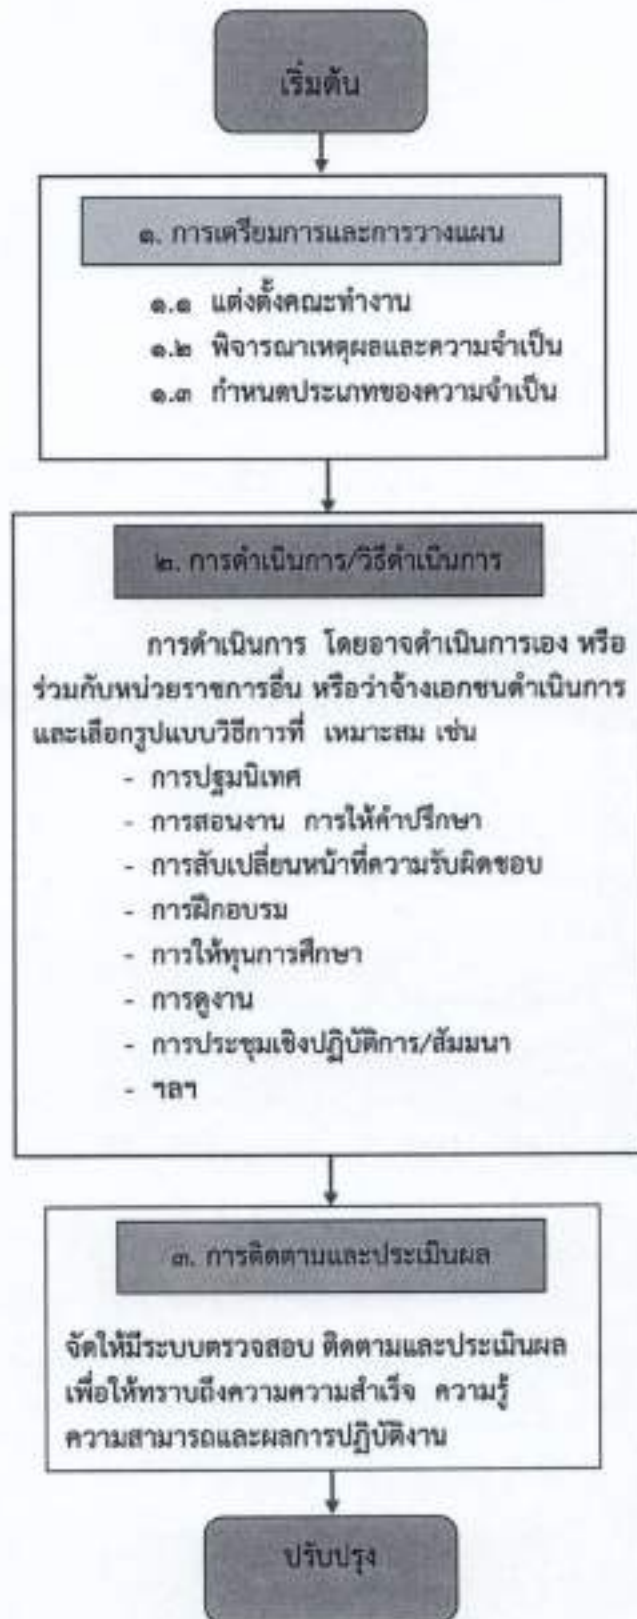 เริ่มต้น
๑. การเตรียมการและการวางแผน
๑.๑ แต่งตั้งคณะทำงาน
๑.๒ พิจารณาเหตุผลและความจำเป็น
๑.๓ กำหนดประเภทของความจำเป็น
๒. การดำเนินการ/วิธีดำเนินการ
การดำเนินการ โดยอาจดำเนินการเอง หรือ
ร่วมกับหน่วยราชการอื่น หรือว่าจ้างเอกชนดำเนินการ
และเลือกรูปแบบวิธีการที่ เหมาะสม เช่น
- การปฐมนิเทศ
- การสอนงาน การให้คำปรึกษา
- การสับเปลี่ยนหน้าที่ความรับผิดชอบ
- การฝึกอบรม
- การให้ทุนการศึกษา
- การดูงาน
- การประชุมเชิงปฏิบัติการ/สัมมนา
- ฯลฯ
๓. การติดตามและประเมินผล
จัดให้มีระบบตรวจสอบ ติดตามและประเมินผล
เพื่อให้ทราบถึงความความสำเร็จ ความรู้
ความสามารถและผลการปฏิบัติงาน
ปรับปรุง